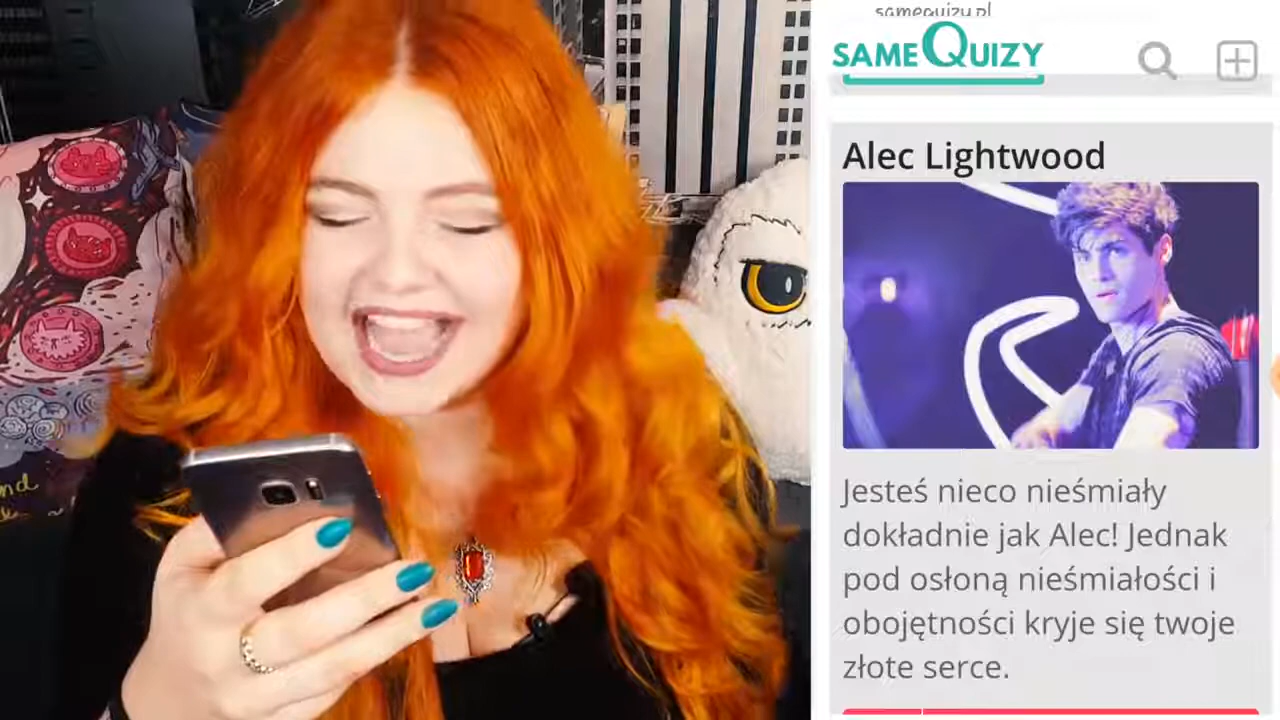 samequizy.pl
SAMEQUIZY
Alec Lightwood
Jesteś nieco nieśmiały
dokładnie jak Alec! Jednak
pod osłoną nieśmiałości i
obojętności kryje się twoje
złote serce.
nd